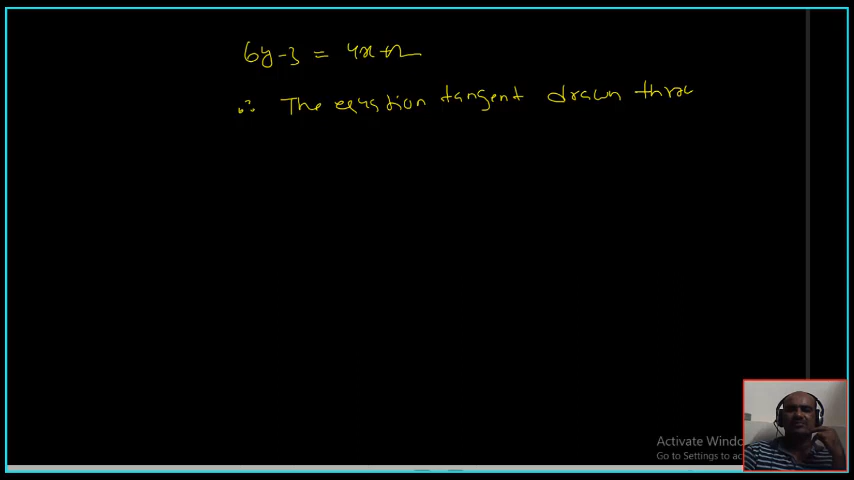 6y-3 = 4x+2
∴ The equation tangent drawn throu
Activate Windo
Go to Settings to ac